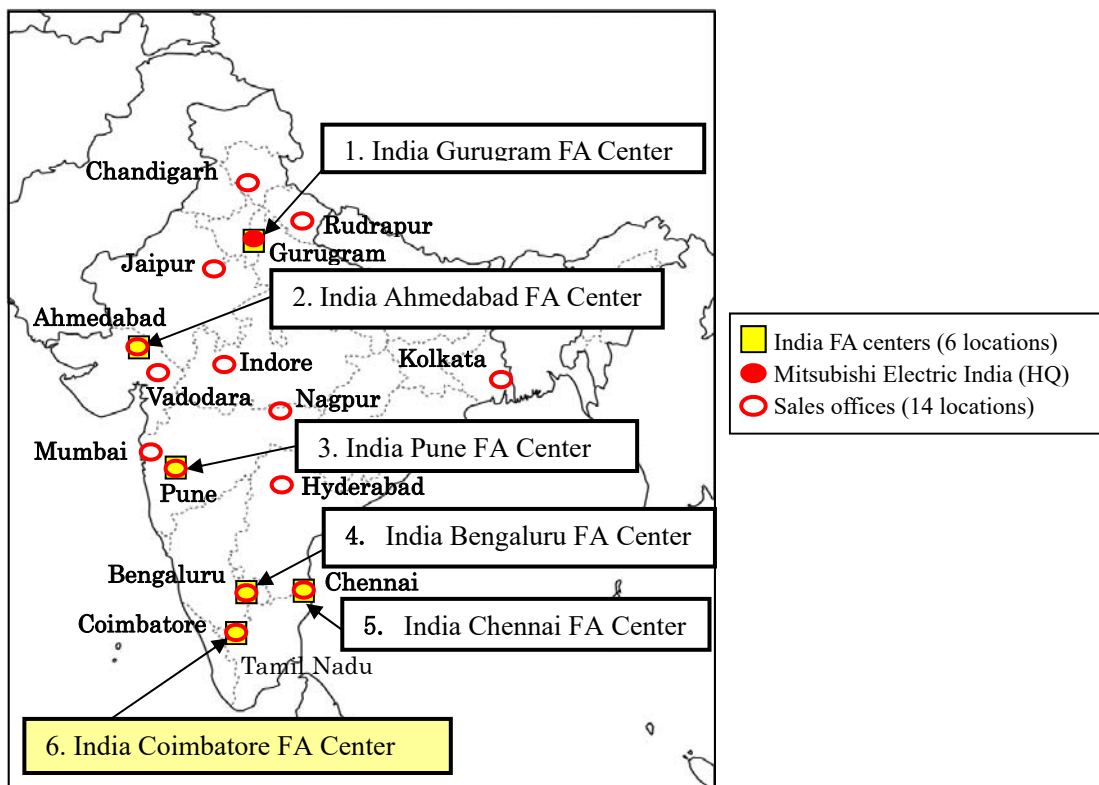 1. India Gurugram FA Center
Chandigarh
Rudrapur
Gurugram
Jaipur
2. India Ahmedabad FA Center
Ahmedabad
India FA centers (6 locations)
Mitsubishi Electric India (HQ)
Sales offices (14 locations)
Indore
Kolkata
Vadodara
Nagpur
Mumbai
3. India Pune FA Center
Pune
Hyderabad
4. India Bengaluru FA Center
Bengaluru
Chennai
Coimbatore
5. India Chennai FA Center
Tamil Nadu
6. India Coimbatore FA Center